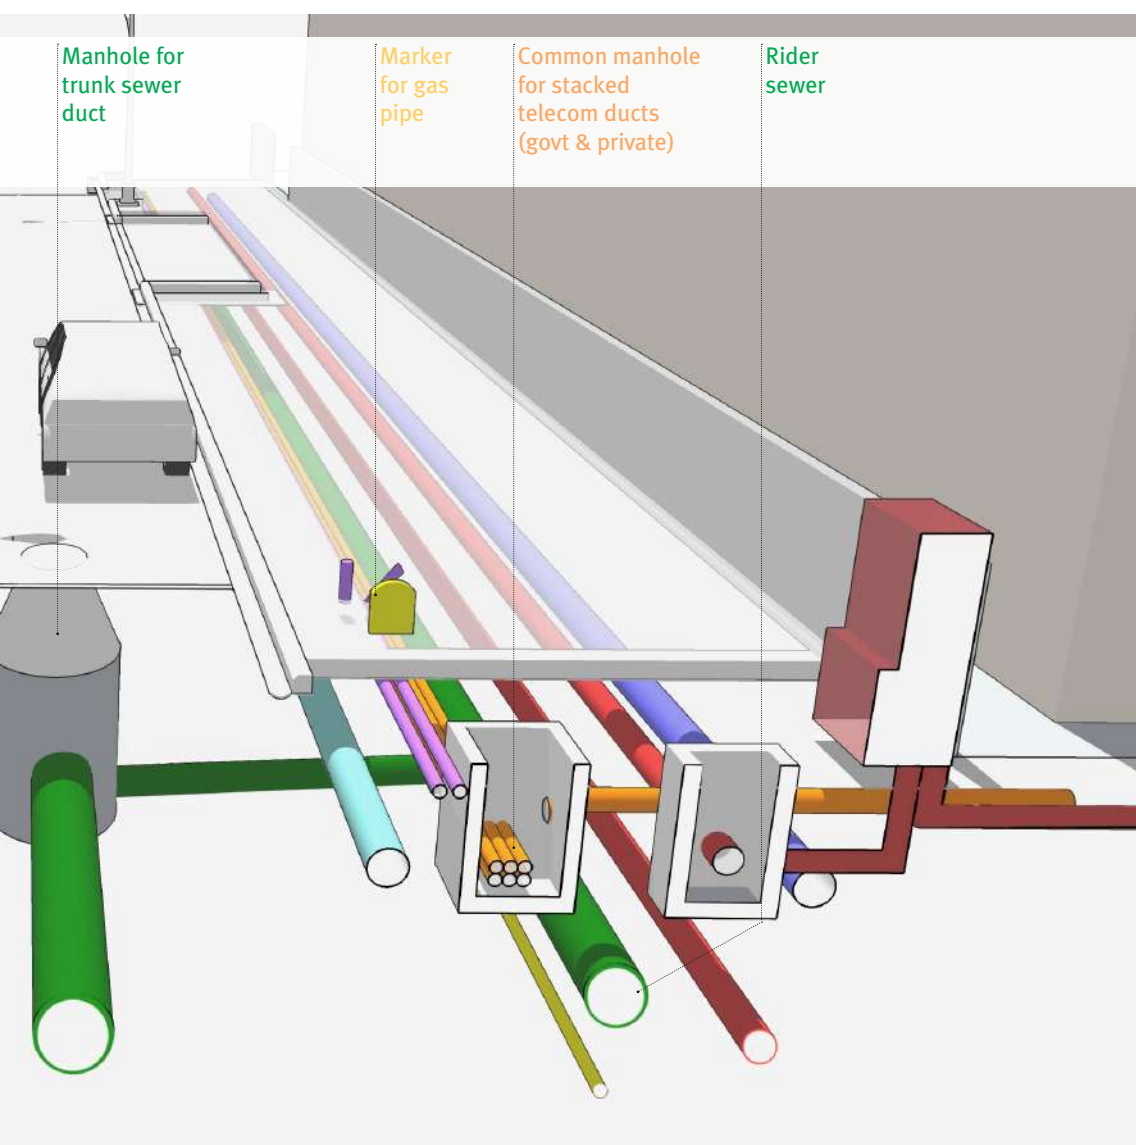 Manhole for
trunk sewer
duct
Marker
for gas
pipe
Common manhole
for stacked
telecom ducts
(govt & private)
Rider
sewer